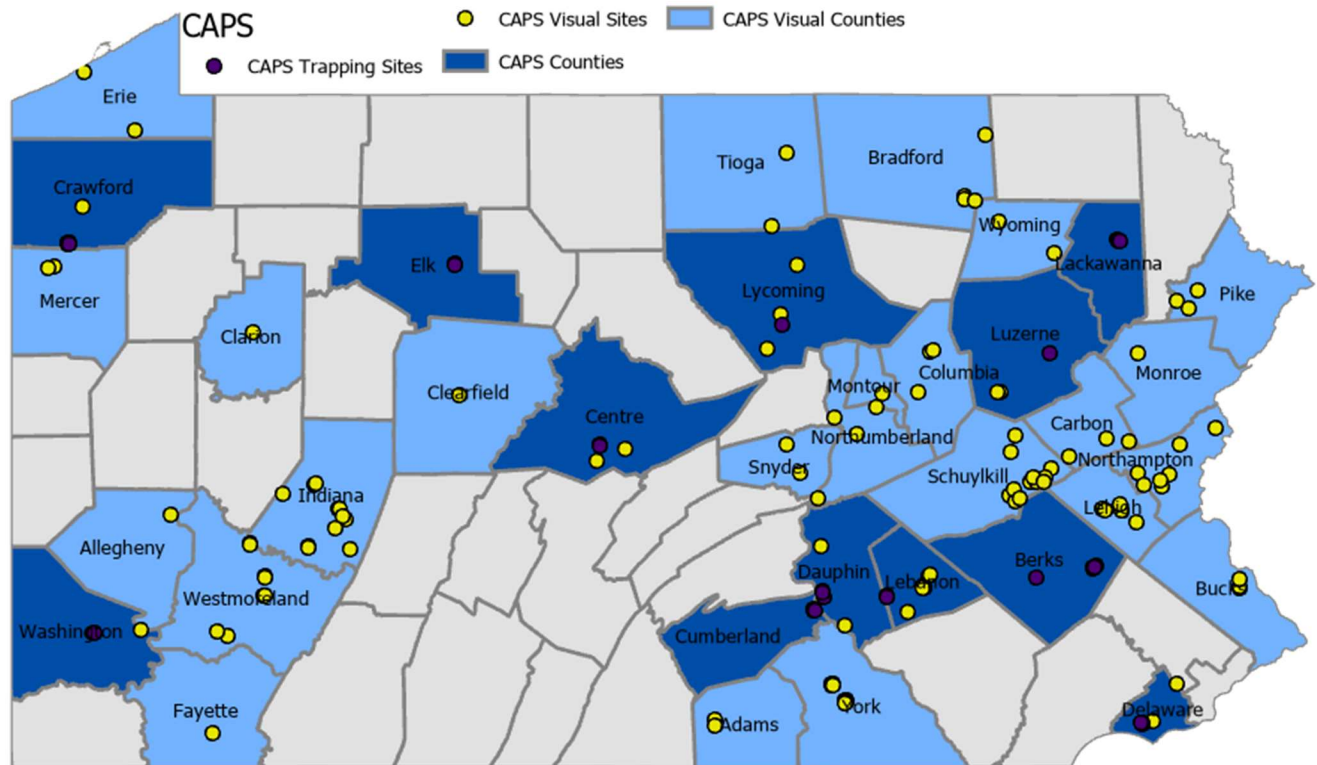 CAPS
CAPS Visual Sites
CAPS Visual Counties
CAPS Trapping Sites
CAPS Counties
Erie
Tioga
Bradford
Crawford
Wyoming
Elk
Lackawanna
Mercer
Lycoming
Pike
Clarion
Luzerne
Clearfield
Montour
Columbia
Monroe
Centre
Carbon
Northumberland
Snyder
Northampton
Schuylkill
Indiana
Lehigh
Allegheny
Berks
Dauphin
Lebanon
Bucks
Westmoreland
Washington
Cumberland
Fayette
York
Delaware
Adams